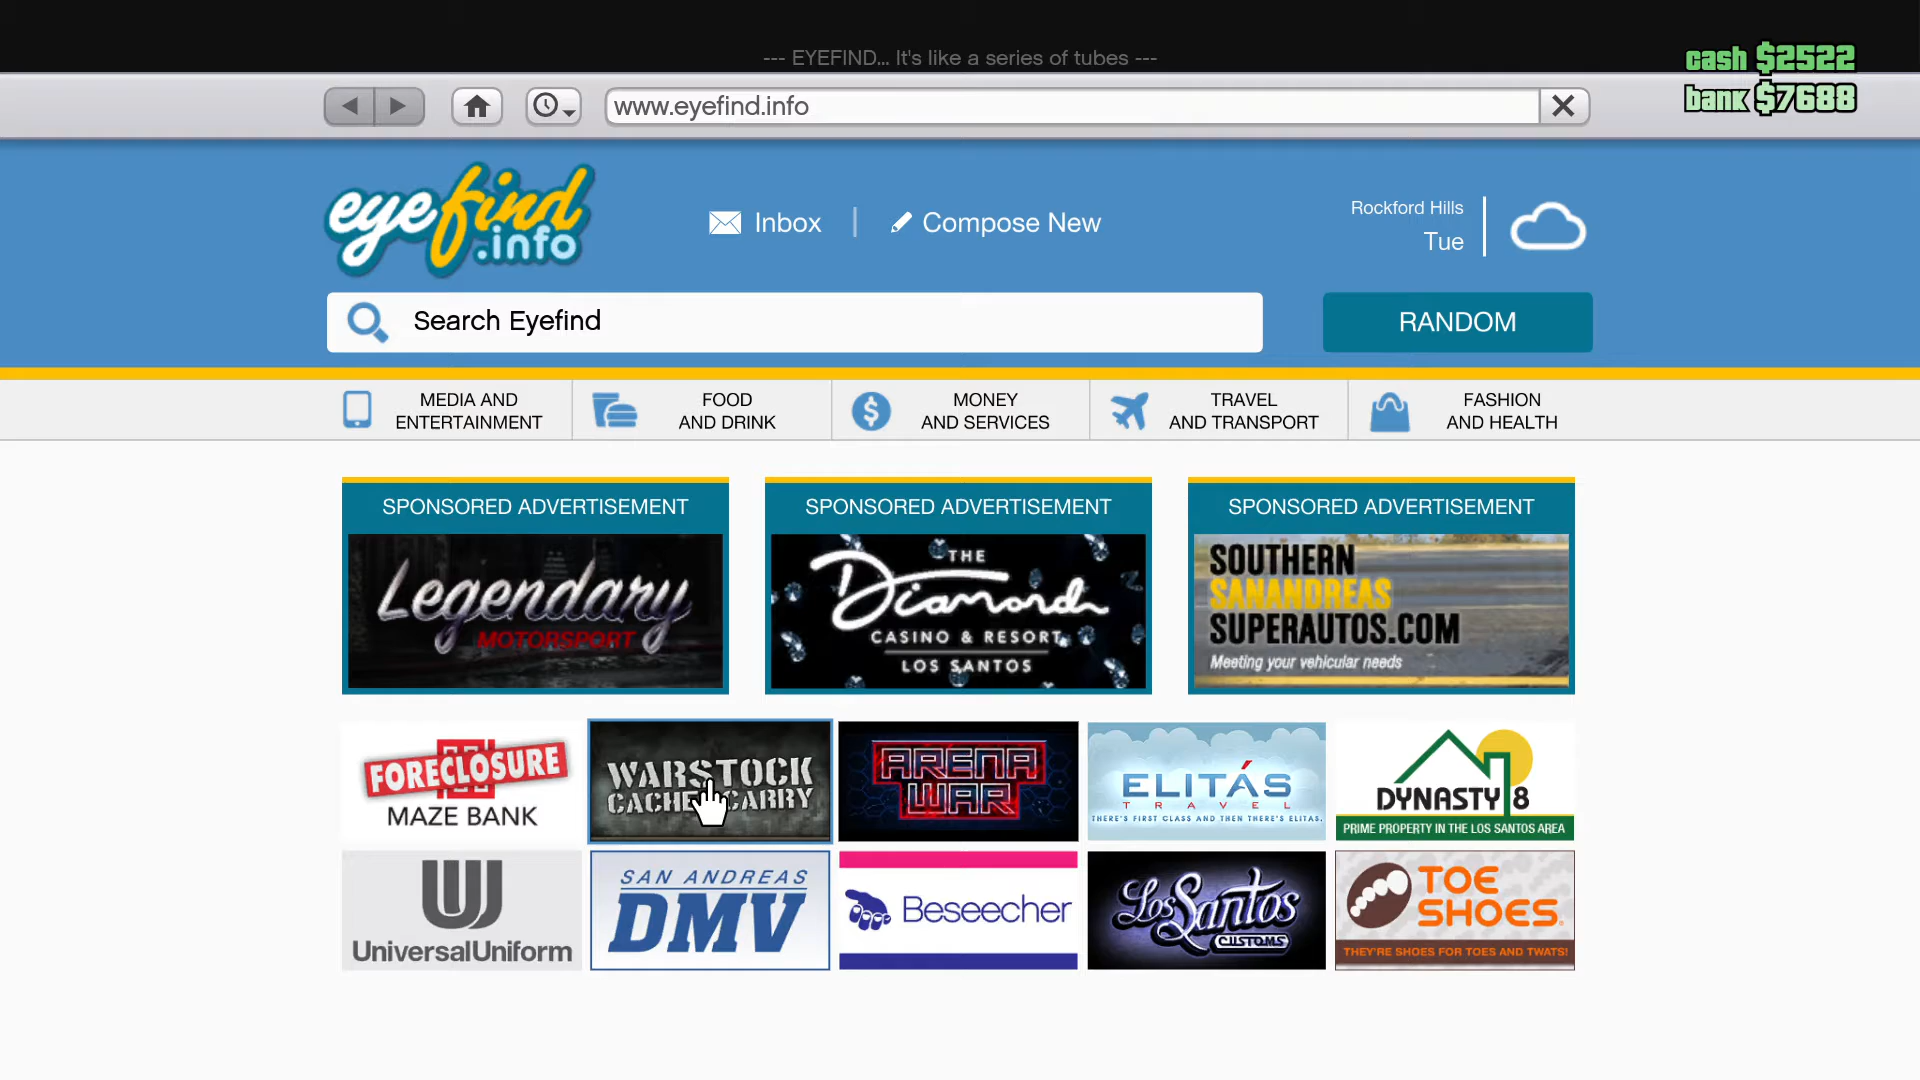 --- EYEFIND... It's like a series of tubes ---
cash $2522
bank $7688
www.eyefind.info
eyefind
.info
Inbox
Compose New
Rockford Hills
Tue
Search Eyefind
RANDOM
MEDIA AND
ENTERTAINMENT
FOOD
AND DRINK
MONEY
AND SERVICES
TRAVEL
AND TRANSPORT
FASHION
AND HEALTH
SPONSORED ADVERTISEMENT
Legendary
MOTORSPORT
SPONSORED ADVERTISEMENT
THE
Diamond
CASINO & RESORT
LOS SANTOS
SPONSORED ADVERTISEMENT
SOUTHERN
SANANDREAS
SUPERAUTOS.COM
Meeting your vehicular needs
FORECLOSURE
MAZE BANK
WARSTOCK
CACHE & CARRY
ARENA
WAR
ELITÁS
TRAVEL
THERE'S FIRST CLASS AND THEN THERE'S ELITAS.
DYNASTY 8
PRIME PROPERTY IN THE LOS SANTOS AREA
UniversalUniform
SAN ANDREAS
DMV
Beseecher
Los Santos
CUSTOMS
TOE
SHOES
THEY'RE SHOES FOR TOES AND TWATS!